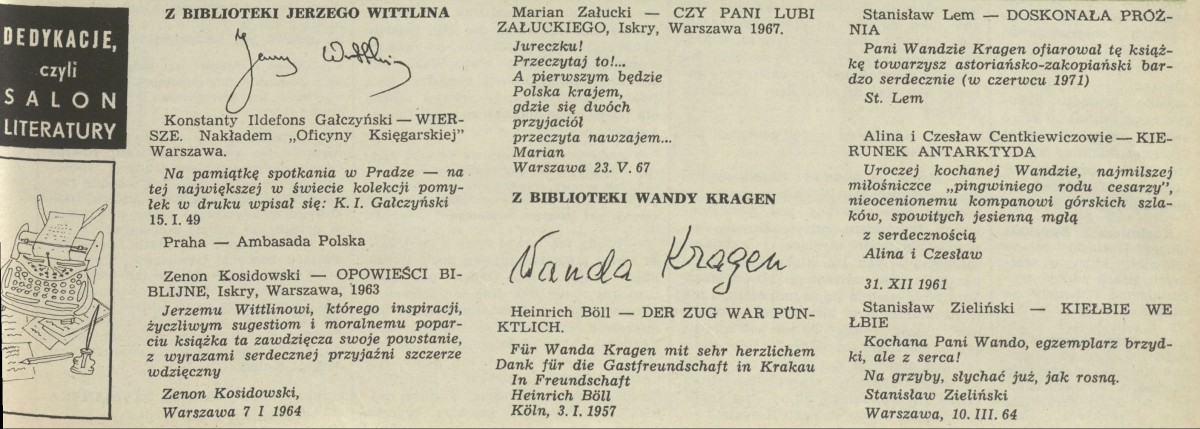 DEDYKACJE,
czyli
SALON
LITERATURY
Z BIBLIOTEKI JERZEGO WITTLINA
Jerzy Wittlin
Konstanty Ildefons Gałczyński — WIER-
SZE. Nakładem „Oficyny Księgarskiej”
Warszawa.
Na pamiątkę spotkania w Pradze — na
tej największej w świecie kolekcji pomy-
łek w druku wpisał się: K. I. Gałczyński
15. I. 49
Praha — Ambasada Polska
Zenon Kosidowski — OPOWIEŚCI BI-
BLIJNE, Iskry, Warszawa, 1963
Jerzemu Wittlinowi, którego inspiracji,
życzliwym sugestiom i moralnemu popar-
ciu książka ta zawdzięcza swoje powstanie,
z wyrazami serdecznej przyjaźni szczerze
wdzięczny
Zenon Kosidowski,
Warszawa 7 I 1964
Marian Załucki — CZY PANI LUBI
ZAŁUCKIEGO, Iskry, Warszawa 1967.
Jureczku!
Przeczytaj to!...
A pierwszym będzie
Polska krajem,
gdzie się dwóch
przyjaciół
przeczyta nawzajem...
Marian
Warszawa 23. V. 67
Z BIBLIOTEKI WANDY KRAGEN
Wanda Kragen
Heinrich Böll — DER ZUG WAR PÜN-
KTLICH.
Für Wanda Kragen mit sehr herzlichem
Dank für die Gastfreundschaft in Krakau
In Freundschaft
Heinrich Böll
Köln, 3. I. 1957
Stanisław Lem — DOSKONAŁA PRÓŻ-
NIA
Pani Wandzie Kragen ofiarował tę książ-
kę towarzysz astoriańsko-zakopiański bar-
dzo serdecznie (w czerwcu 1971)
St. Lem
Alina i Czesław Centkiewiczowie — KIE-
RUNEK ANTARKTYDA
Uroczej kochanej Wandzie, najmilszej
miłośniczce „pingwiniego rodu cesarzy”,
nieocenionemu kompanowi górskich szla-
ków, spowitych jesienną mgłą
z serdecznością
Alina i Czesław
31. XII 1961
Stanisław Zieliński — KIEŁBIE WE
ŁBIE
Kochana Pani Wando, egzemplarz brzyd-
ki, ale z serca!
Na grzyby, słychać już, jak rosną.
Stanisław Zieliński
Warszawa, 10. III. 64